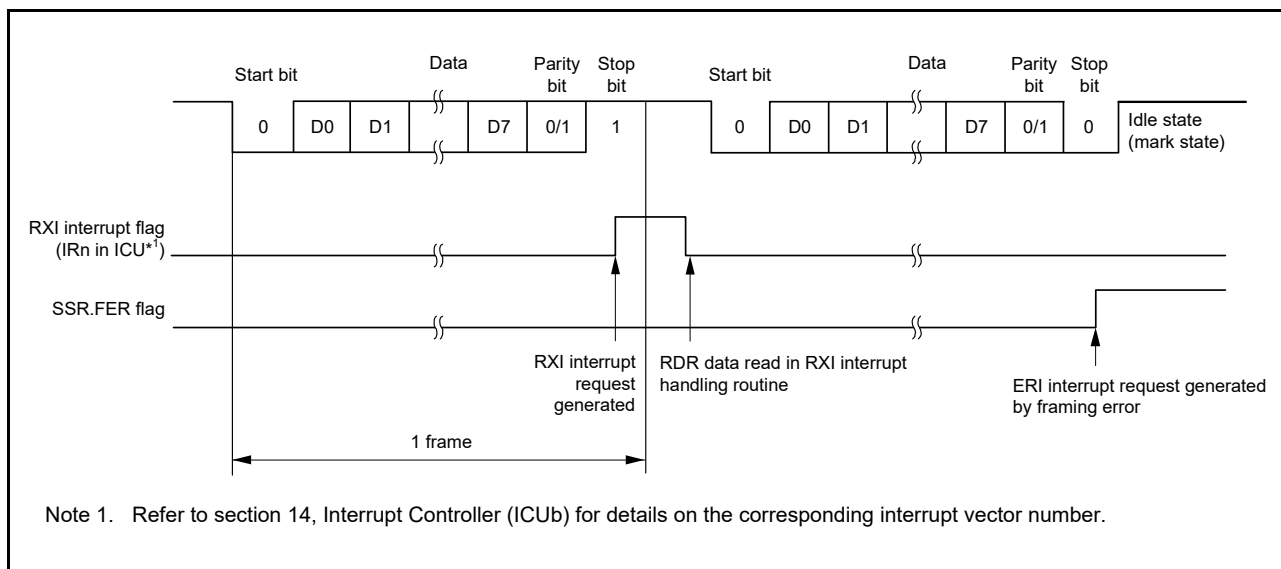 Start bit
Data
Parity bit
Stop bit
Start bit
Data
Parity bit
Stop bit
0 D0 D1 D7 0/1 1
0 D0 D1 D7 0/1 0
Idle state
(mark state)
RXI interrupt flag
(IRn in ICU*1)
SSR.FER flag
RXI interrupt
request
generated
RDR data read in RXI interrupt
handling routine
ERI interrupt request generated
by framing error
1 frame
Note 1. Refer to section 14, Interrupt Controller (ICUb) for details on the corresponding interrupt vector number.